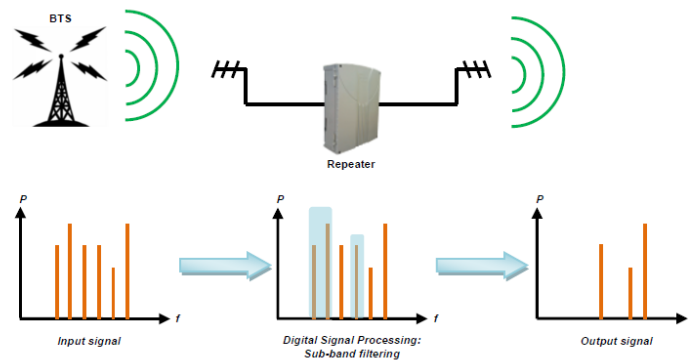 BTS
Repeater
P
P
P
f
f
f
Input signal
Digital Signal Processing:
Sub-band filtering
Output signal